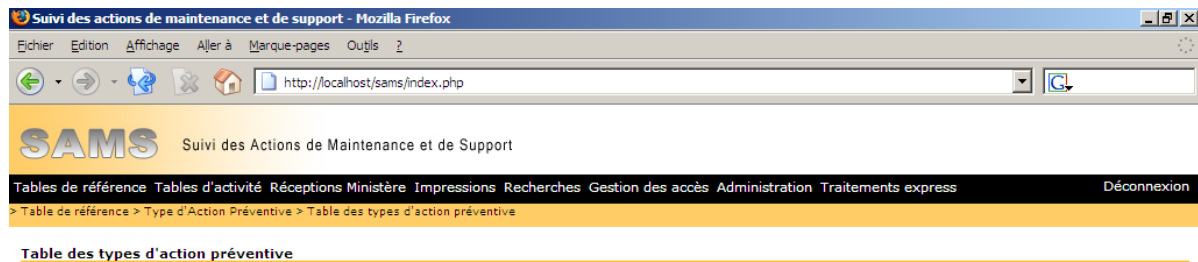 Suivi des actions de maintenance et de support - Mozilla Firefox
Fichier Edition Affichage Aller à Marque-pages Outils ?
http://localhost/sams/index.php G
SAMS Suivi des Actions de Maintenance et de Support
Tables de référence Tables d'activité Réceptions Ministère Impressions Recherches Gestion des accès Administration Traitements express Déconnexion
> Table de référence > Type d'Action Préventive > Table des types d'action préventive
Table des types d'action préventive